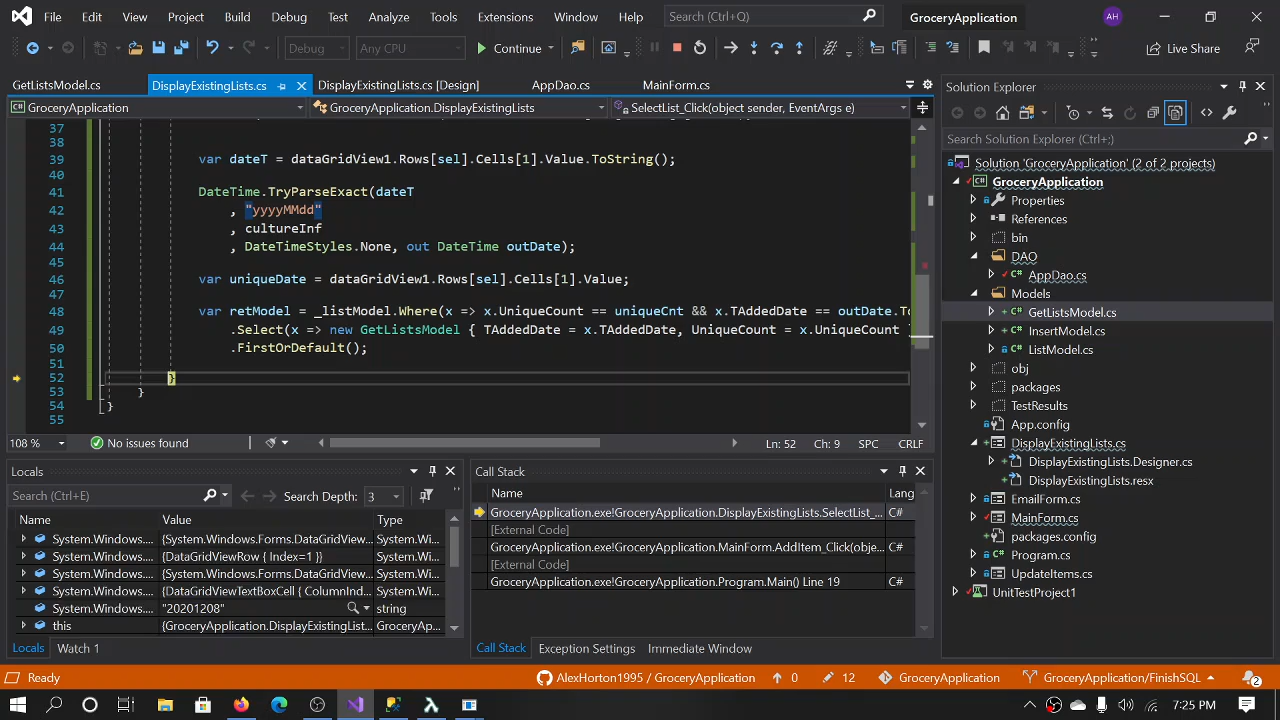 File Edit View Project Build Debug Test Analyze Tools Extensions Window Help Search (Ctrl+Q) GroceryApplication AH
Debug Any CPU Continue Live Share
GetListsModel.cs DisplayExistingLists.cs DisplayExistingLists.cs [Design] AppDao.cs MainForm.cs
GroceryApplication GroceryApplication.DisplayExistingLists SelectList_Click(object sender, EventArgs e)
37
38
39 var dateT = dataGridView1.Rows[sel].Cells[1].Value.ToString();
40
41 DateTime.TryParseExact(dateT
42 , "yyyyMMdd"
43 , cultureInf
44 , DateTimeStyles.None, out DateTime outDate);
45
46 var uniqueDate = dataGridView1.Rows[sel].Cells[1].Value;
47
48 var retModel = _listModel.Where(x => x.UniqueCount == uniqueCnt && x.TAddedDate == outDate.To
49 .Select(x => new GetListsModel { TAddedDate = x.TAddedDate, UniqueCount = x.UniqueCount }
50 .FirstOrDefault();
51
52 }
53 }
54 }
55
108 % No issues found Ln: 52 Ch: 9 SPC CRLF
Locals
Search (Ctrl+E) Search Depth: 3
Name Value Type
System.Windows.... {System.Windows.Forms.DataGridView System.Wi
System.Windows.... {DataGridViewRow { Index=1 }} System.Wi
System.Windows.... {System.Windows.Forms.DataGridView System.Wi
System.Windows.... {DataGridViewTextBoxCell { ColumnInd System.Wi
System.Windows.... "20201208" string
this {GroceryApplication.DisplayExistingList GroceryAp
Locals Watch 1
Call Stack
Name Lang
GroceryApplication.exe!GroceryApplication.DisplayExistingLists.SelectList_... C#
[External Code]
GroceryApplication.exe!GroceryApplication.MainForm.AddItem_Click(obje... C#
[External Code]
GroceryApplication.exe!GroceryApplication.Program.Main() Line 19 C#
Call Stack Exception Settings Immediate Window
Solution Explorer
Search Solution Explorer (Ctrl+;)
Solution 'GroceryApplication' (2 of 2 projects)
GroceryApplication
Properties
References
bin
DAO
AppDao.cs
Models
GetListsModel.cs
InsertModel.cs
ListModel.cs
obj
packages
TestResults
App.config
DisplayExistingLists.cs
DisplayExistingLists.Designer.cs
DisplayExistingLists.resx
EmailForm.cs
MainForm.cs
packages.config
Program.cs
UpdateItems.cs
UnitTestProject1
Ready AlexHorton1995 / GroceryApplication 0 12 GroceryApplication GroceryApplication/FinishSQL 2
7:25 PM